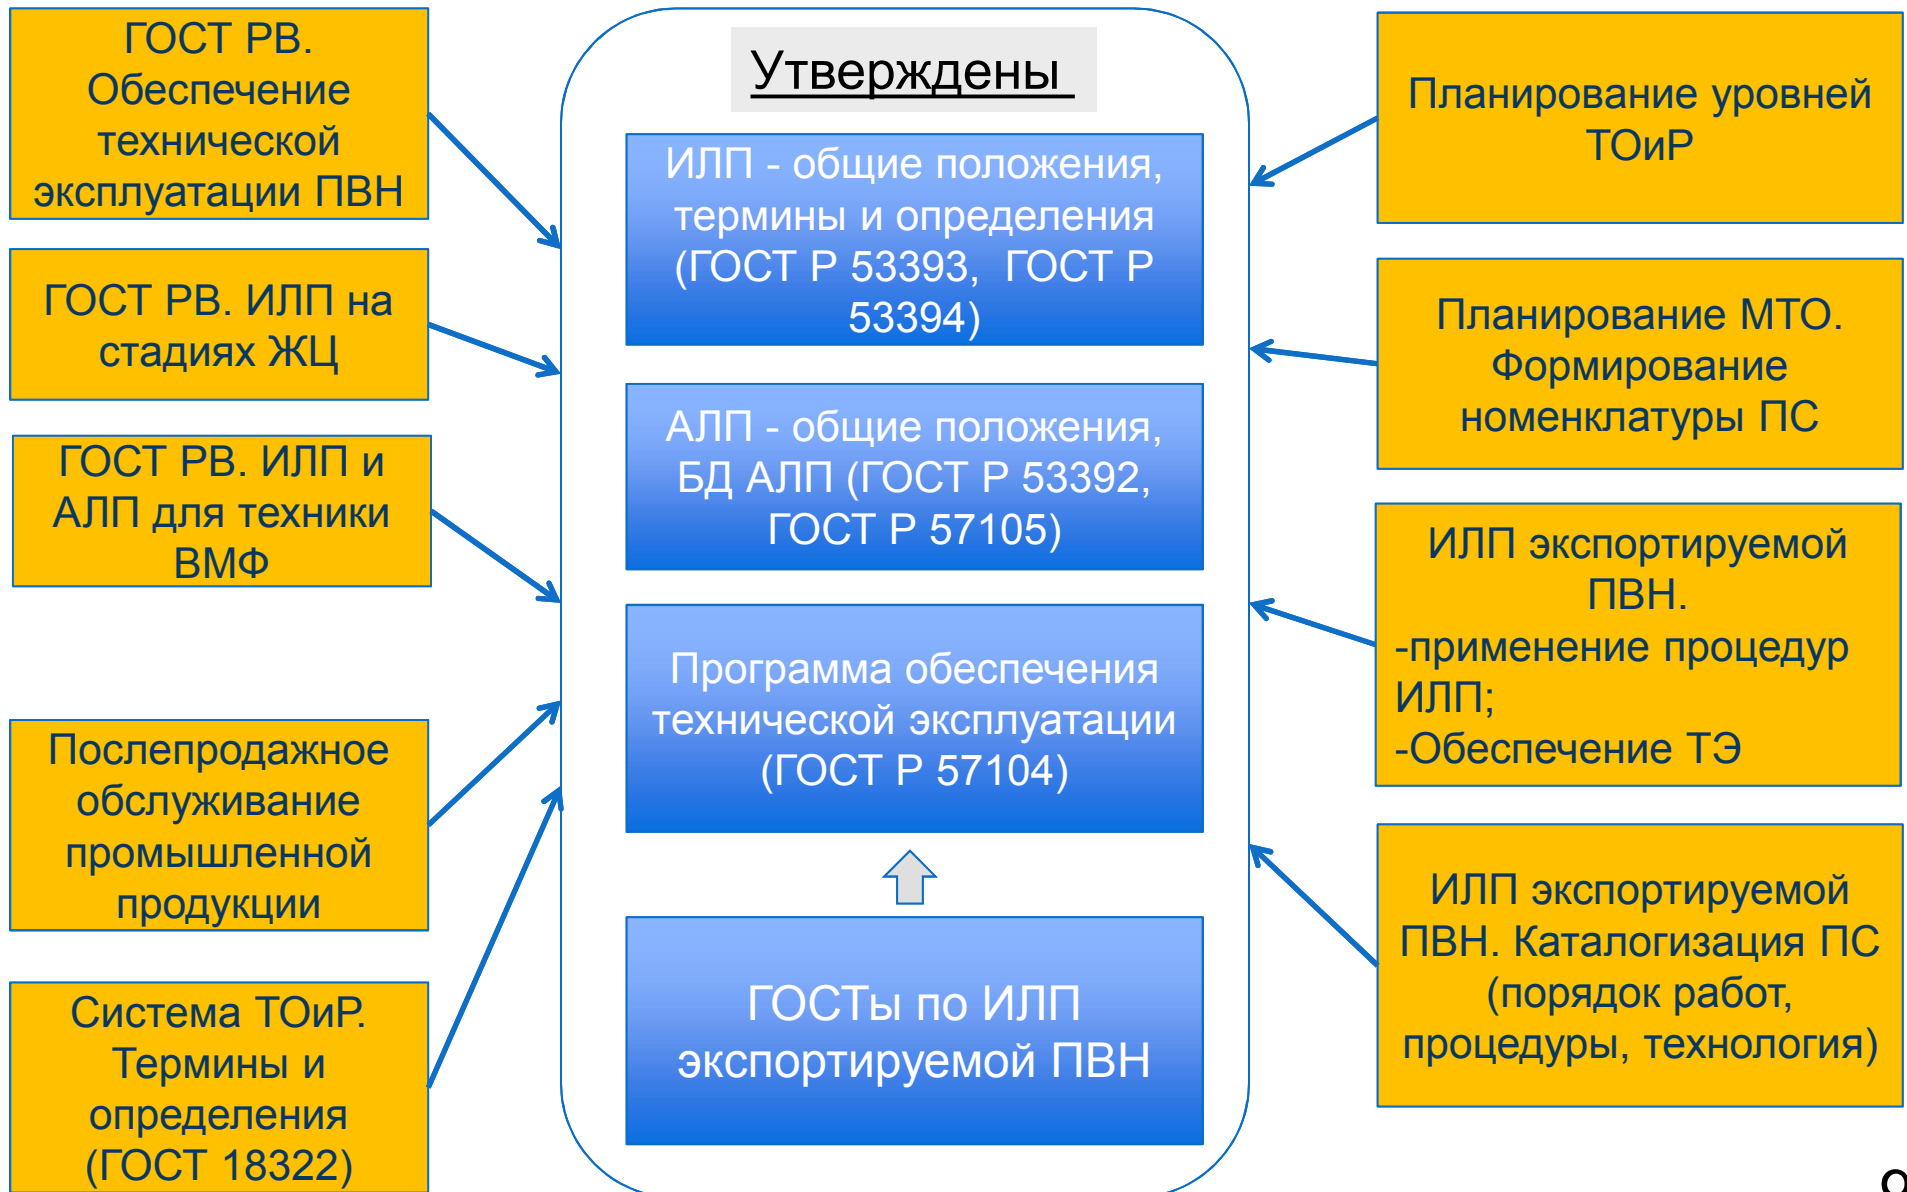 ГОСТ РВ.
Обеспечение
технической
эксплуатации ПВН
ГОСТ РВ. ИЛП на
стадиях ЖЦ
ГОСТ РВ. ИЛП и
АЛП для техники
ВМФ
Послепродажное
обслуживание
промышленной
продукции
Система ТОиР.
Термины и
определения
(ГОСТ 18322)
Утверждены
ИЛП - общие положения,
термины и определения
(ГОСТ Р 53393, ГОСТ Р
53394)
АЛП - общие положения,
БД АЛП (ГОСТ Р 53392,
ГОСТ Р 57105)
Программа обеспечения
технической эксплуатации
(ГОСТ Р 57104)
ГОСТы по ИЛП
экспортируемой ПВН
Планирование уровней
ТОиР
Планирование МТО.
Формирование
номенклатуры ПС
ИЛП экспортируемой
ПВН.
-применение процедур
ИЛП;
-Обеспечение ТЭ
ИЛП экспортируемой
ПВН. Каталогизация ПС
(порядок работ,
процедуры, технология)